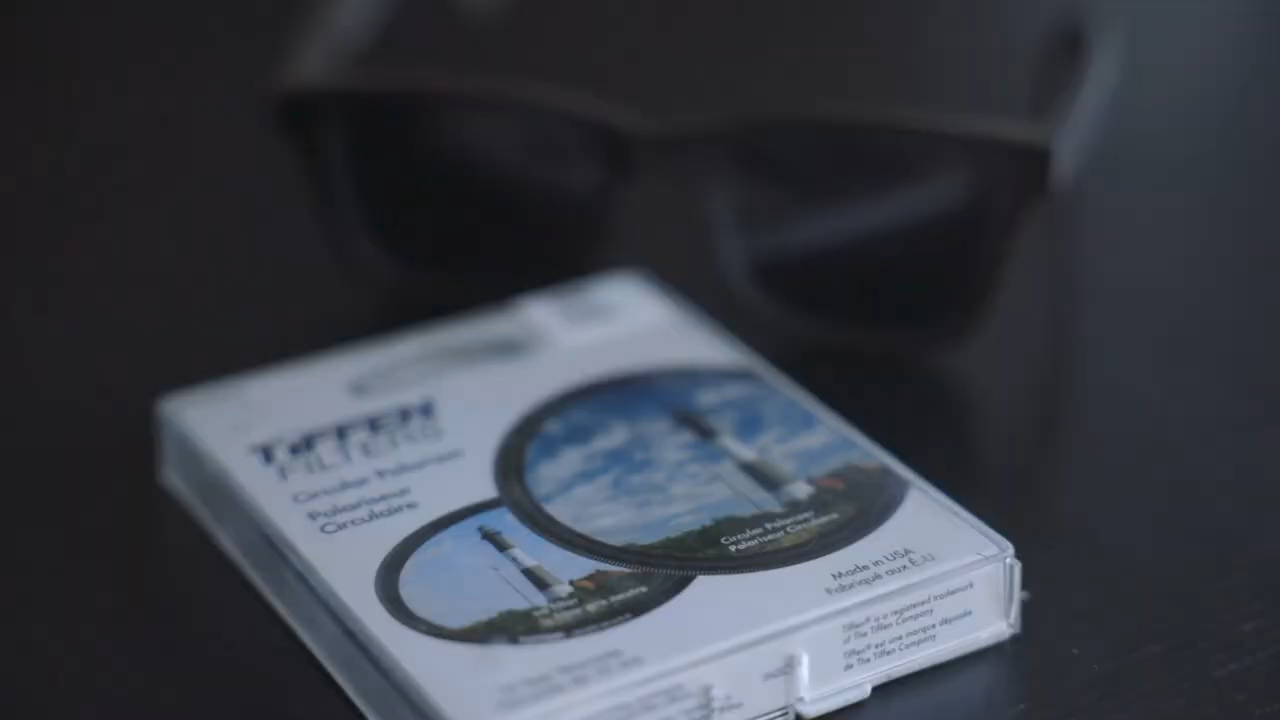 TIFFEN
FILTERS
Circular Polarizer
Polariseur
Circulaire
Circular Polarizer
Polariseur Circulaire
Made in USA
Fabriqué aux É.U.
Tiffen® is a registered trademark
of The Tiffen Company
Tiffen® est une marque déposée
de The Tiffen Company